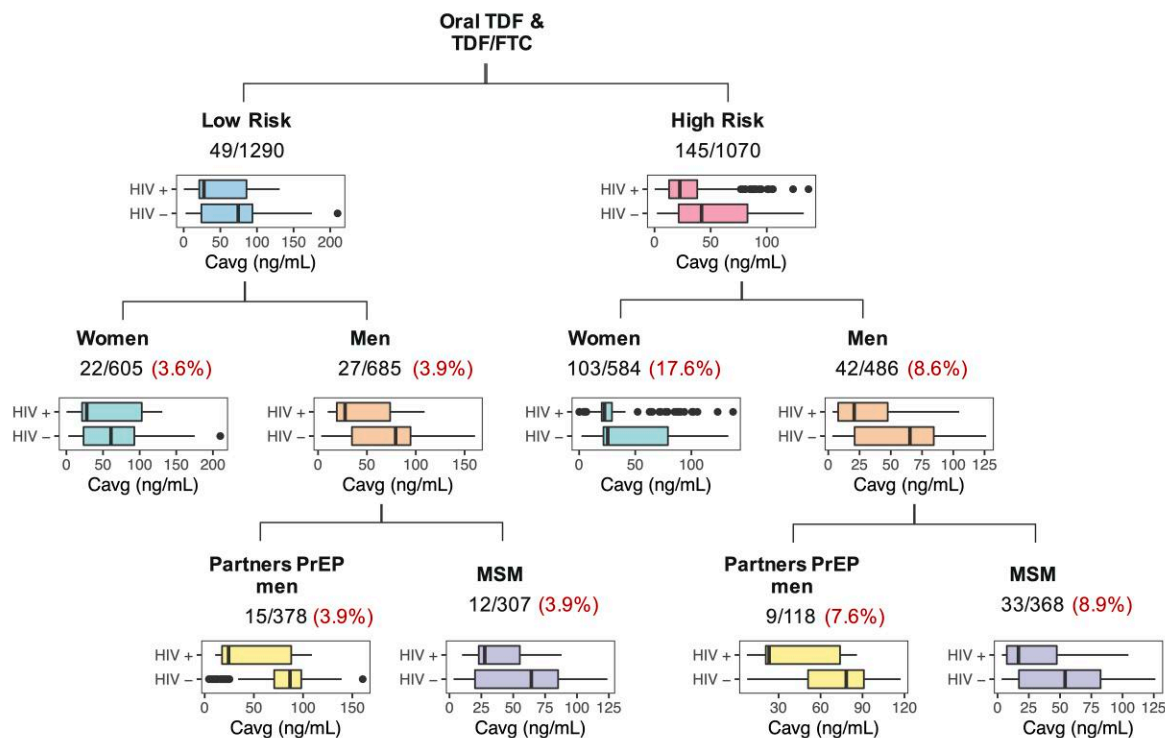 Oral TDF &
TDF/FTC
Low Risk
49/1290
HIV +
HIV –
0 50 100 150 200
Cavg (ng/mL)
High Risk
145/1070
HIV +
HIV –
0 50 100
Cavg (ng/mL)
Women
22/605 (3.6%)
HIV +
HIV –
0 50 100 150 200
Cavg (ng/mL)
Men
27/685 (3.9%)
HIV +
HIV –
0 50 100 150
Cavg (ng/mL)
Women
103/584 (17.6%)
HIV +
HIV –
0 50 100
Cavg (ng/mL)
Men
42/486 (8.6%)
HIV +
HIV –
0 25 50 75 100 125
Cavg (ng/mL)
Partners PrEP
men
15/378 (3.9%)
HIV +
HIV –
0 50 100 150
Cavg (ng/mL)
MSM
12/307 (3.9%)
HIV +
HIV –
0 25 50 75 100 125
Cavg (ng/mL)
Partners PrEP
men
9/118 (7.6%)
HIV +
HIV –
30 60 90 120
Cavg (ng/mL)
MSM
33/368 (8.9%)
HIV +
HIV –
0 25 50 75 100 125
Cavg (ng/mL)